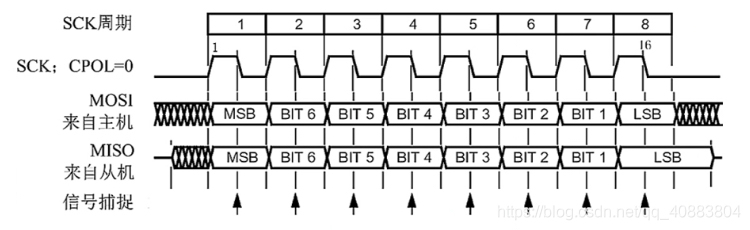 SCK周期 1 2 3 4 5 6 7 8
1 16
SCK；CPOL=0
MOSI
来自主机 MSB BIT 6 BIT 5 BIT 4 BIT 3 BIT 2 BIT 1 LSB
MISO
来自从机 MSB BIT 6 BIT 5 BIT 4 BIT 3 BIT 2 BIT 1 LSB
信号捕捉
https://blog.csdn.net/qq_40883804